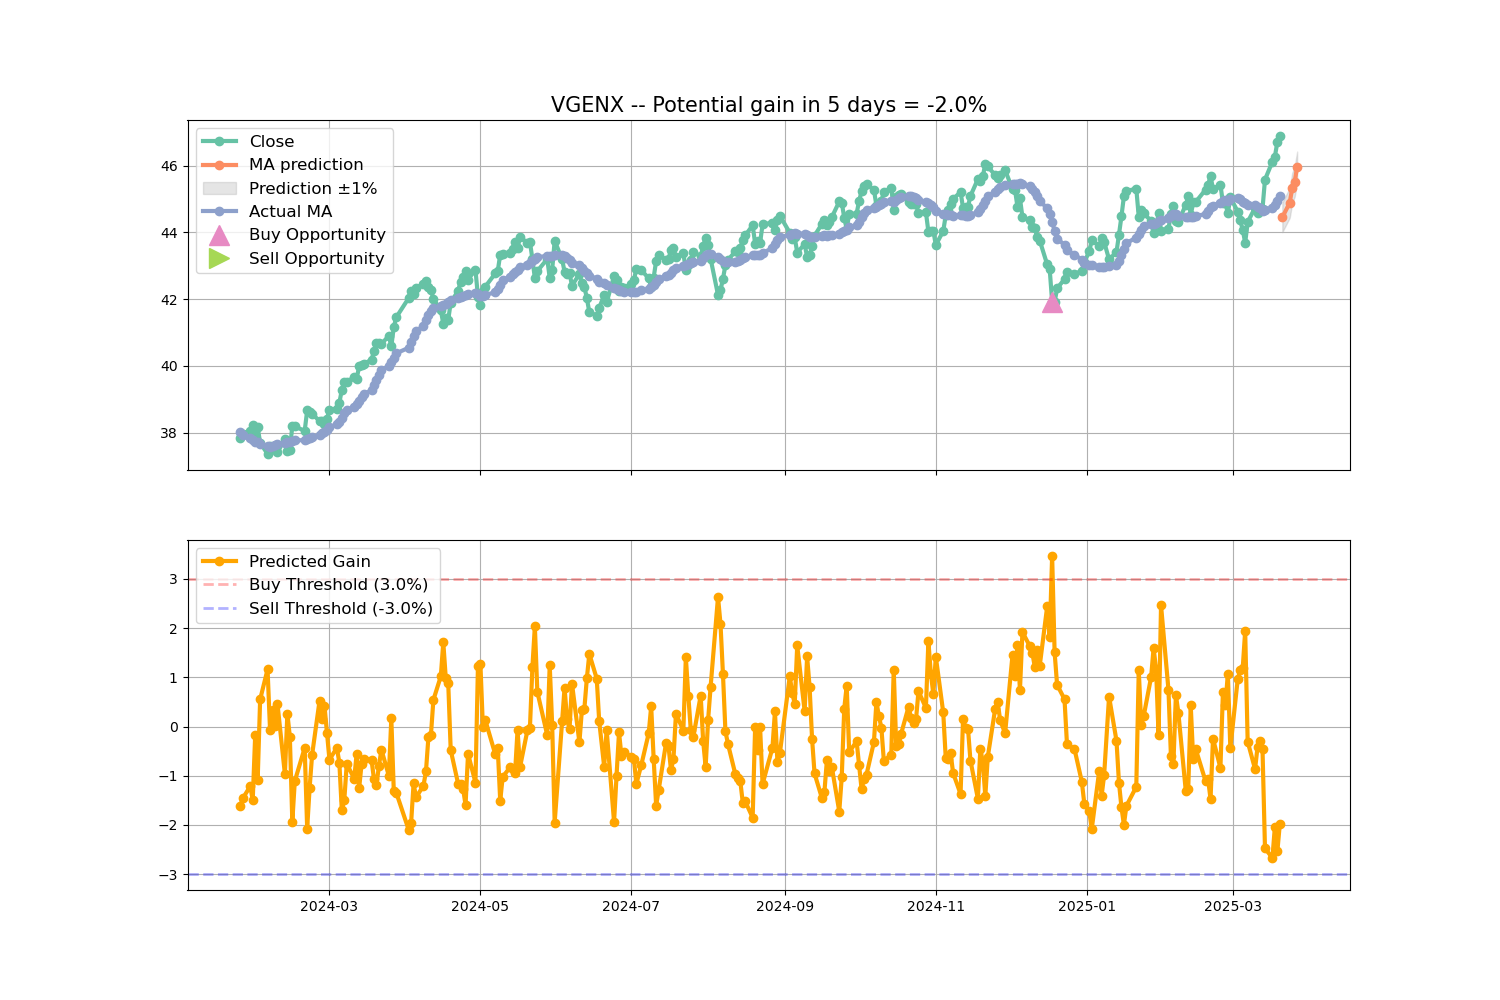 VGENX -- Potential gain in 5 days = -2.0%
Close
MA prediction
Prediction ±1%
Actual MA
Buy Opportunity
Sell Opportunity
46
44
42
40
38
Predicted Gain
Buy Threshold (3.0%)
Sell Threshold (-3.0%)
3
2
1
0
−1
−2
−3
2024-03 2024-05 2024-07 2024-09 2024-11 2025-01 2025-03